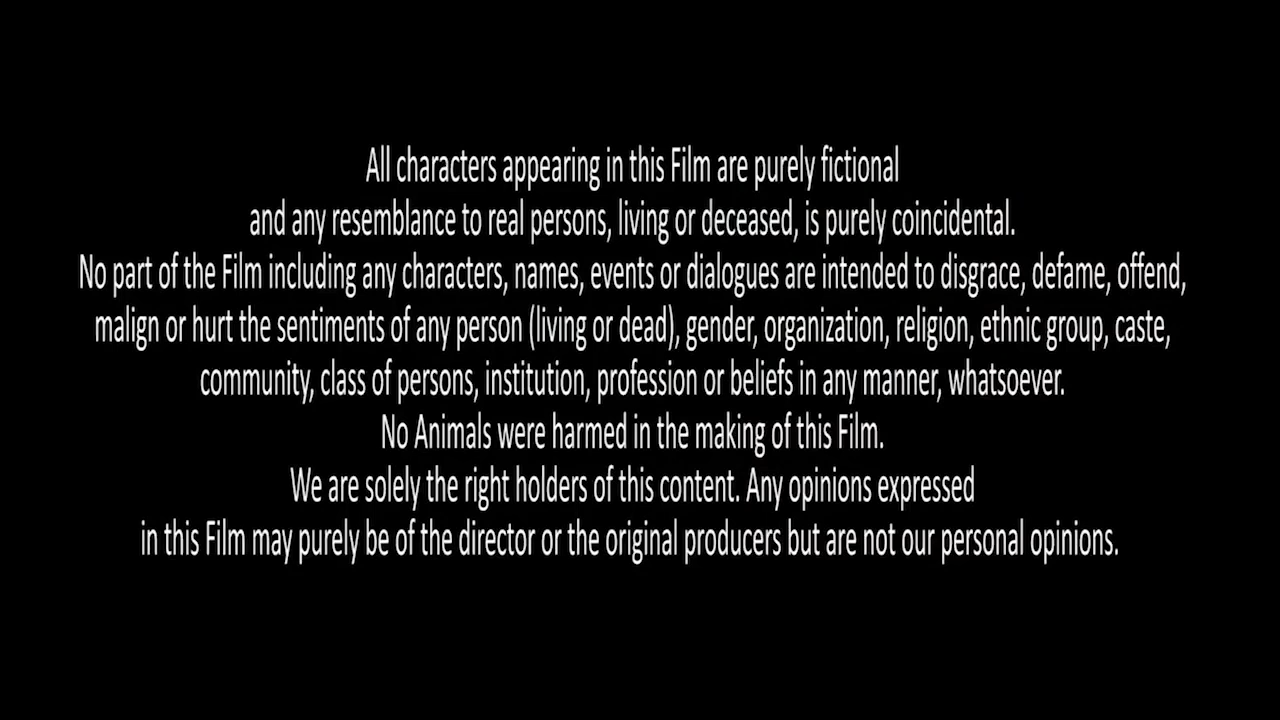 All characters appearing in this Film are purely fictional
and any resemblance to real persons, living or deceased, is purely coincidental.
No part of the Film including any characters, names, events or dialogues are intended to disgrace, defame, offend,
malign or hurt the sentiments of any person (living or dead), gender, organization, religion, ethnic group, caste,
community, class of persons, institution, profession or beliefs in any manner, whatsoever.
No Animals were harmed in the making of this Film.
We are solely the right holders of this content. Any opinions expressed
in this Film may purely be of the director or the original producers but are not our personal opinions.